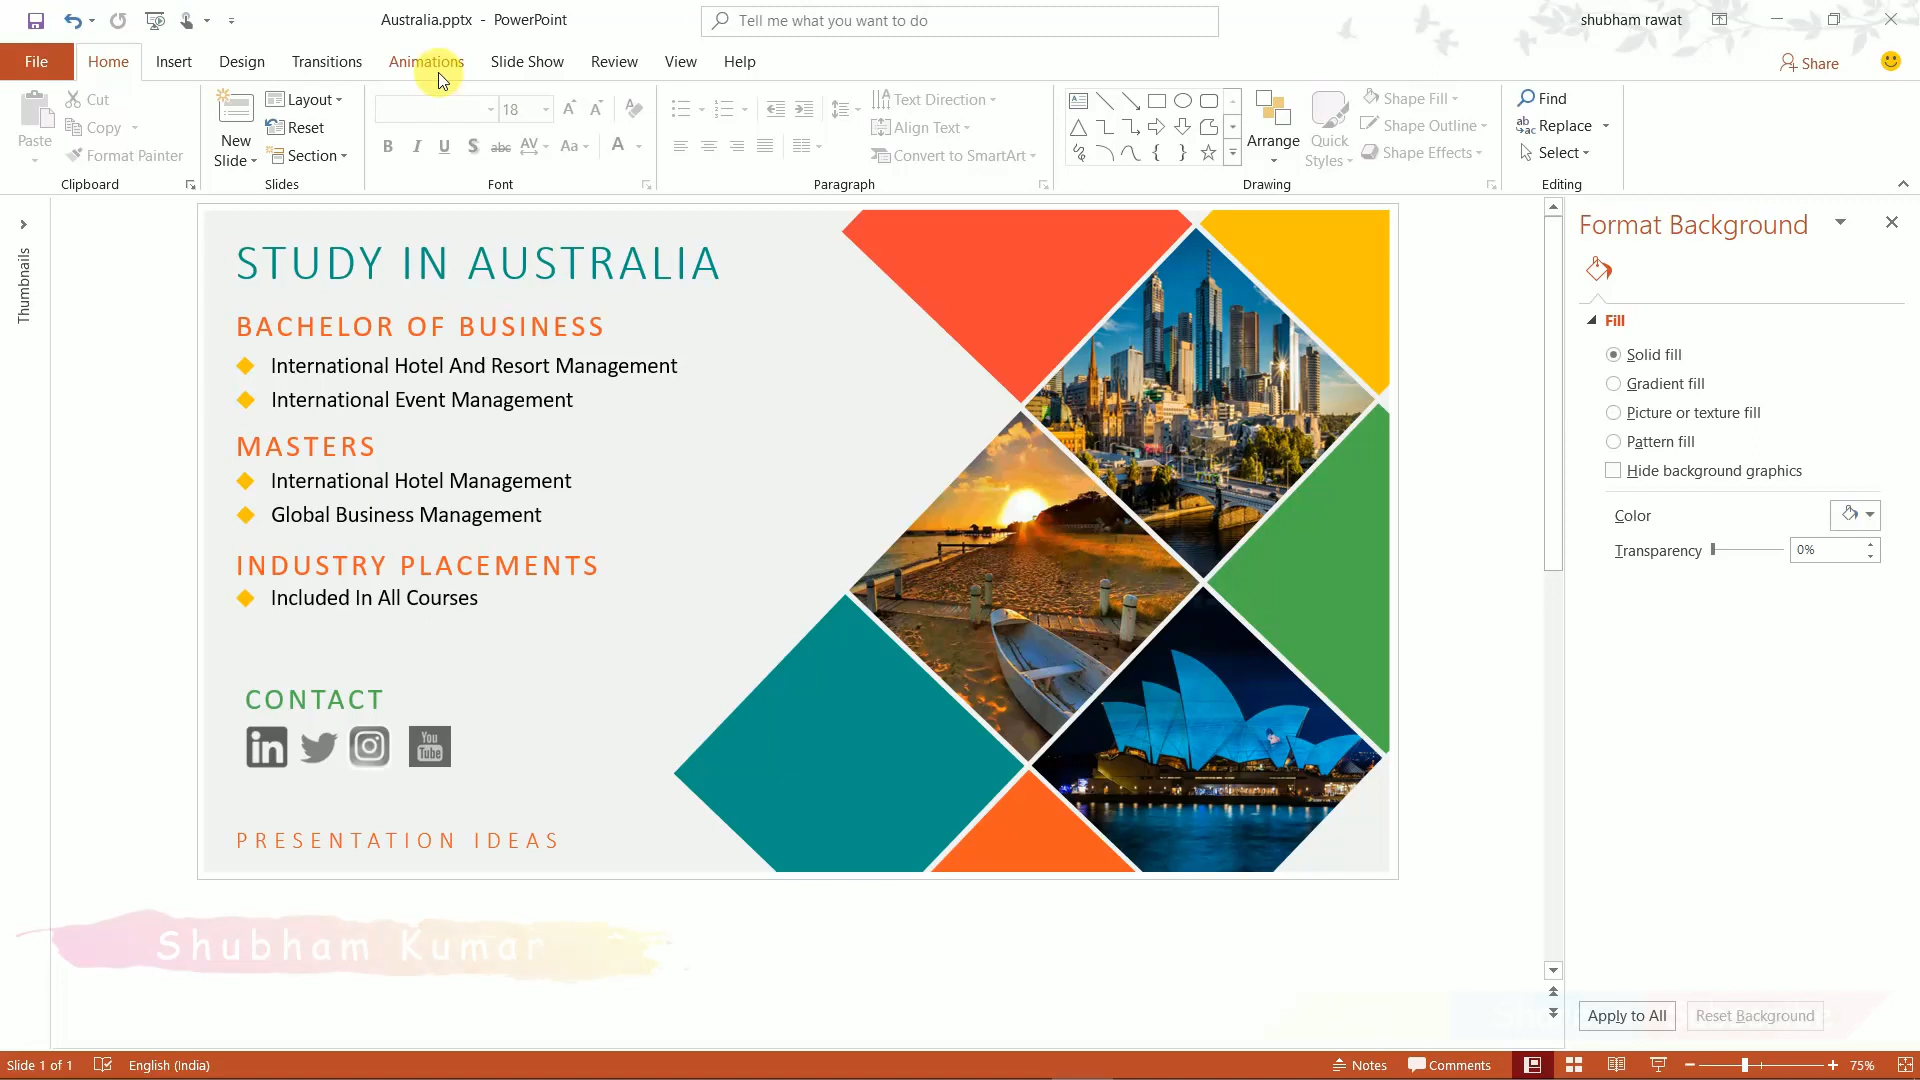 Australia.pptx - PowerPoint
Tell me what you want to do
shubham rawat
File Home Insert Design Transitions Animations Slide Show Review View Help
Share
Paste
Cut
Copy
Format Painter
Clipboard
New Slide
Layout
Reset
Section
Slides
18
B I U S abc AV Aa A
Font
Text Direction
Align Text
Convert to SmartArt
Paragraph
Arrange
Quick Styles
Shape Fill
Shape Outline
Shape Effects
Drawing
Find
Replace
Select
Editing
Thumbnails
STUDY IN AUSTRALIA
BACHELOR OF BUSINESS
International Hotel And Resort Management
International Event Management
MASTERS
International Hotel Management
Global Business Management
INDUSTRY PLACEMENTS
Included In All Courses
CONTACT
in
You Tube
PRESENTATION IDEAS
Shubham Kumar
Format Background
Fill
Solid fill
Gradient fill
Picture or texture fill
Pattern fill
Hide background graphics
Color
Transparency
0%
Apply to All
Reset Background
Slide 1 of 1
English (India)
Notes
Comments
75%